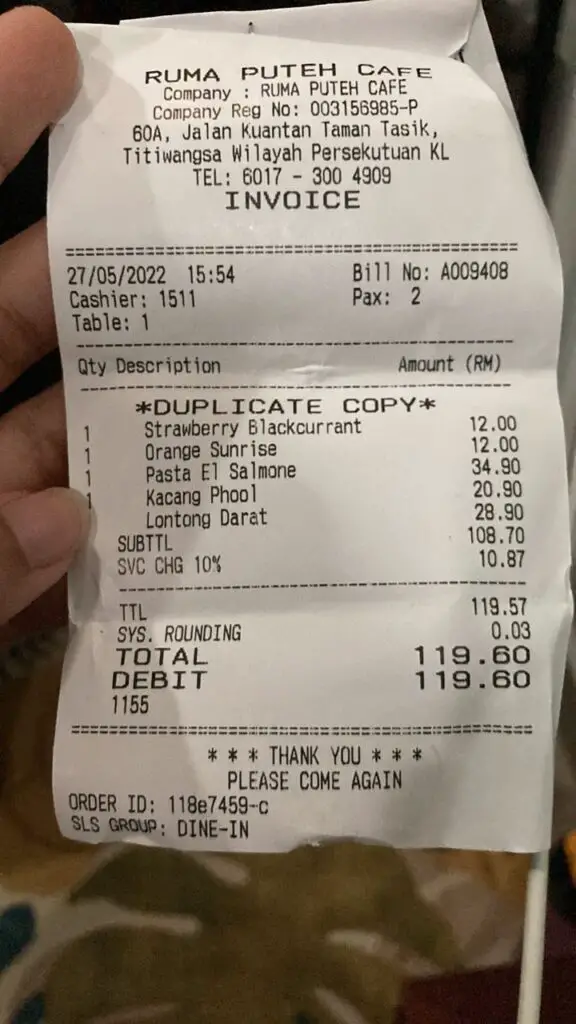 RUMA PUTEH CAFE
Company : RUMA PUTEH CAFE
Company Reg No: 003156985-P
60A, Jalan Kuantan Taman Tasik,
Titiwangsa Wilayah Persekutuan KL
TEL: 6017 - 300 4909
INVOICE
27/05/2022 15:54 Bill No: A009408
Cashier: 1511 Pax: 2
Table: 1
Qty Description Amount (RM)
*DUPLICATE COPY*
1 Strawberry Blackcurrant 12.00
1 Orange Sunrise 12.00
1 Pasta El Salmone 34.90
1 Kacang Phool 20.90
Lontong Darat 28.90
SUBTTL 108.70
SVC CHG 10% 10.87
TTL 119.57
SYS. ROUNDING 0.03
TOTAL 119.60
DEBIT 119.60
1155
* * * THANK YOU * * *
PLEASE COME AGAIN
ORDER ID: 118e7459-c
SLS GROUP: DINE-IN